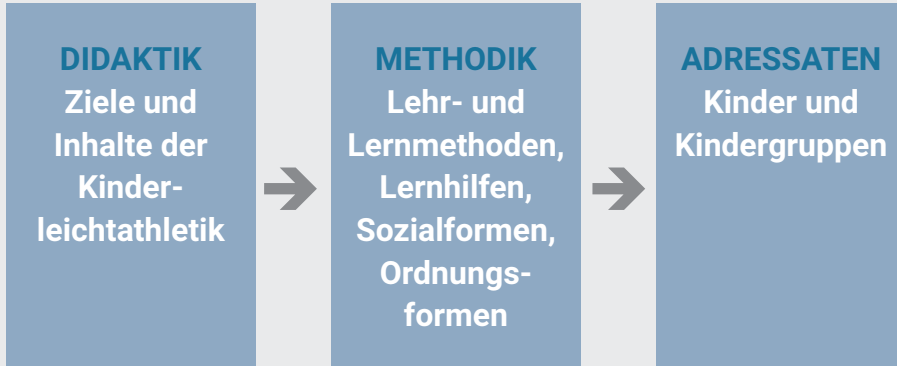 DIDAKTIK
Ziele und
Inhalte der
Kinder-
leichtathletik
METHODIK
Lehr- und
Lernmethoden,
Lernhilfen,
Sozialformen,
Ordnungs-
formen
ADRESSATEN
Kinder und
Kindergruppen